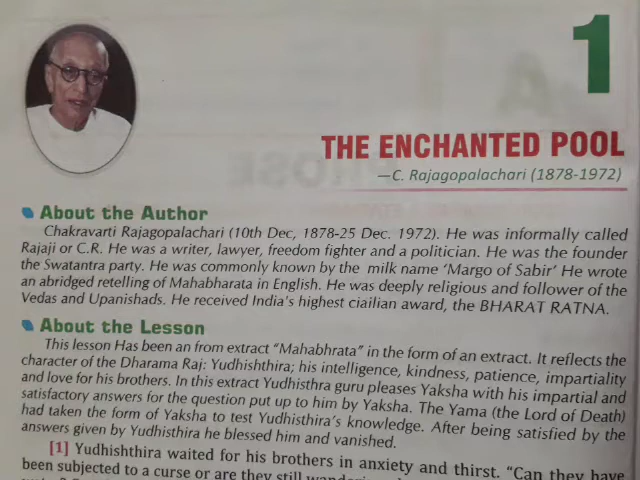 1
THE ENCHANTED POOL
—C. Rajagopalachari (1878-1972)
About the Author
Chakravarti Rajagopalachari (10th Dec, 1878-25 Dec. 1972). He was informally called
Rajaji or C.R. He was a writer, lawyer, freedom fighter and a politician. He was the founder
the Swatantra party. He was commonly known by the milk name 'Margo of Sabir' He wrote
an abridged retelling of Mahabharata in English. He was deeply religious and follower of the
Vedas and Upanishads. He received India's highest ciailian award, the BHARAT RATNA.
About the Lesson
This lesson Has been an from extract "Mahabhrata" in the form of an extract. It reflects the
character of the Dharama Raj: Yudhishthira; his intelligence, kindness, patience, impartiality
and love for his brothers. In this extract Yudhisthra guru pleases Yaksha with his impartial and
satisfactory answers for the question put up to him by Yaksha. The Yama (the Lord of Death)
had taken the form of Yaksha to test Yudhisthira's knowledge. After being satisfied by the
answers given by Yudhisthira he blessed him and vanished.
[1] Yudhishthira waited for his brothers in anxiety and thirst. "Can they have
been subjected to a curse or are they still